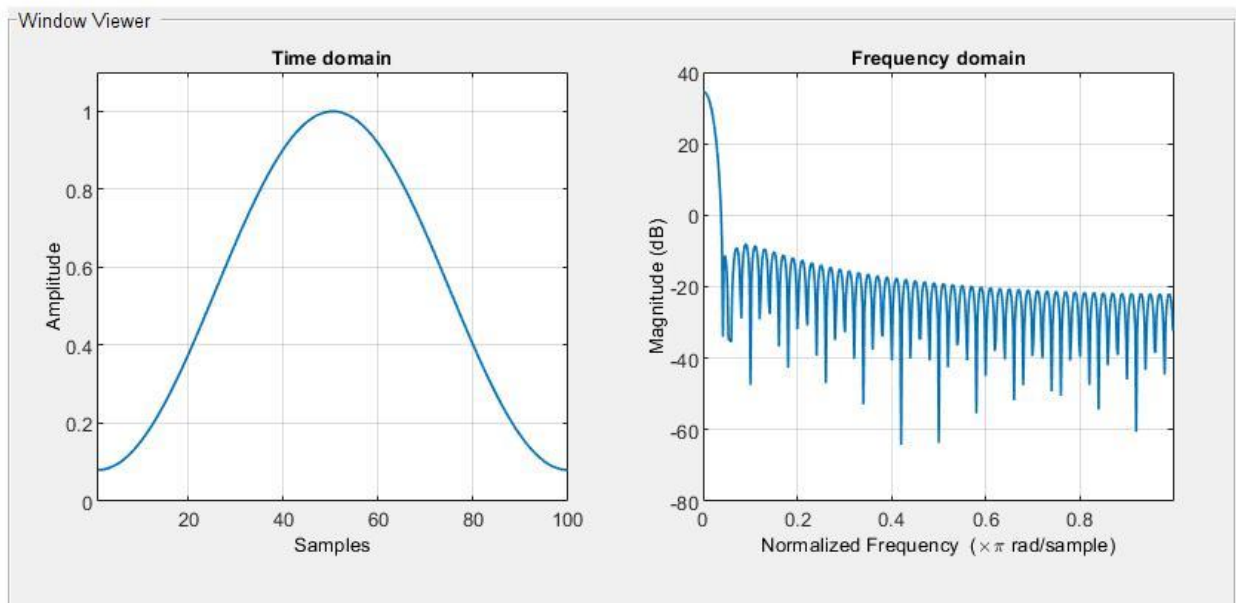 Window Viewer
Time domain
Amplitude
1
0.8
0.6
0.4
0.2
0
20 40 60 80 100
Samples
Frequency domain
Magnitude (dB)
40
20
0
-20
-40
-60
-80
0 0.2 0.4 0.6 0.8
Normalized Frequency (×π rad/sample)